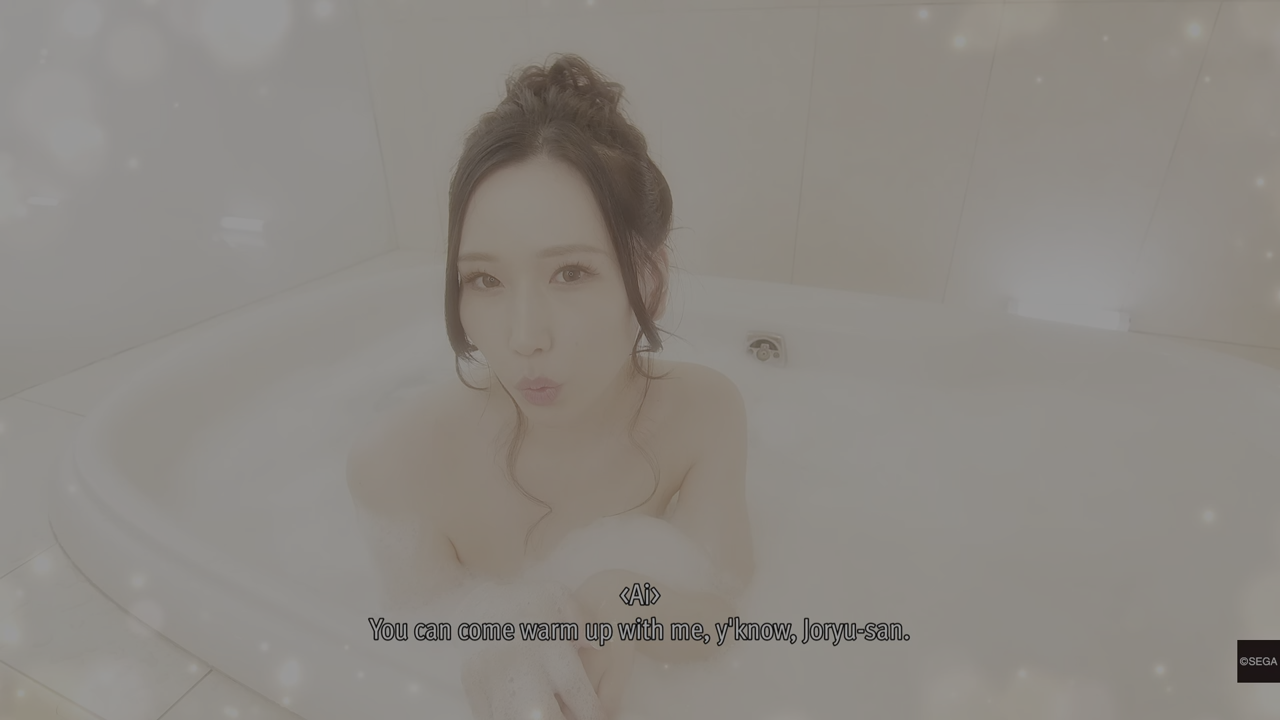 ‹Ai›
You can come warm up with me, y'know, Joryu-san.
©SEGA